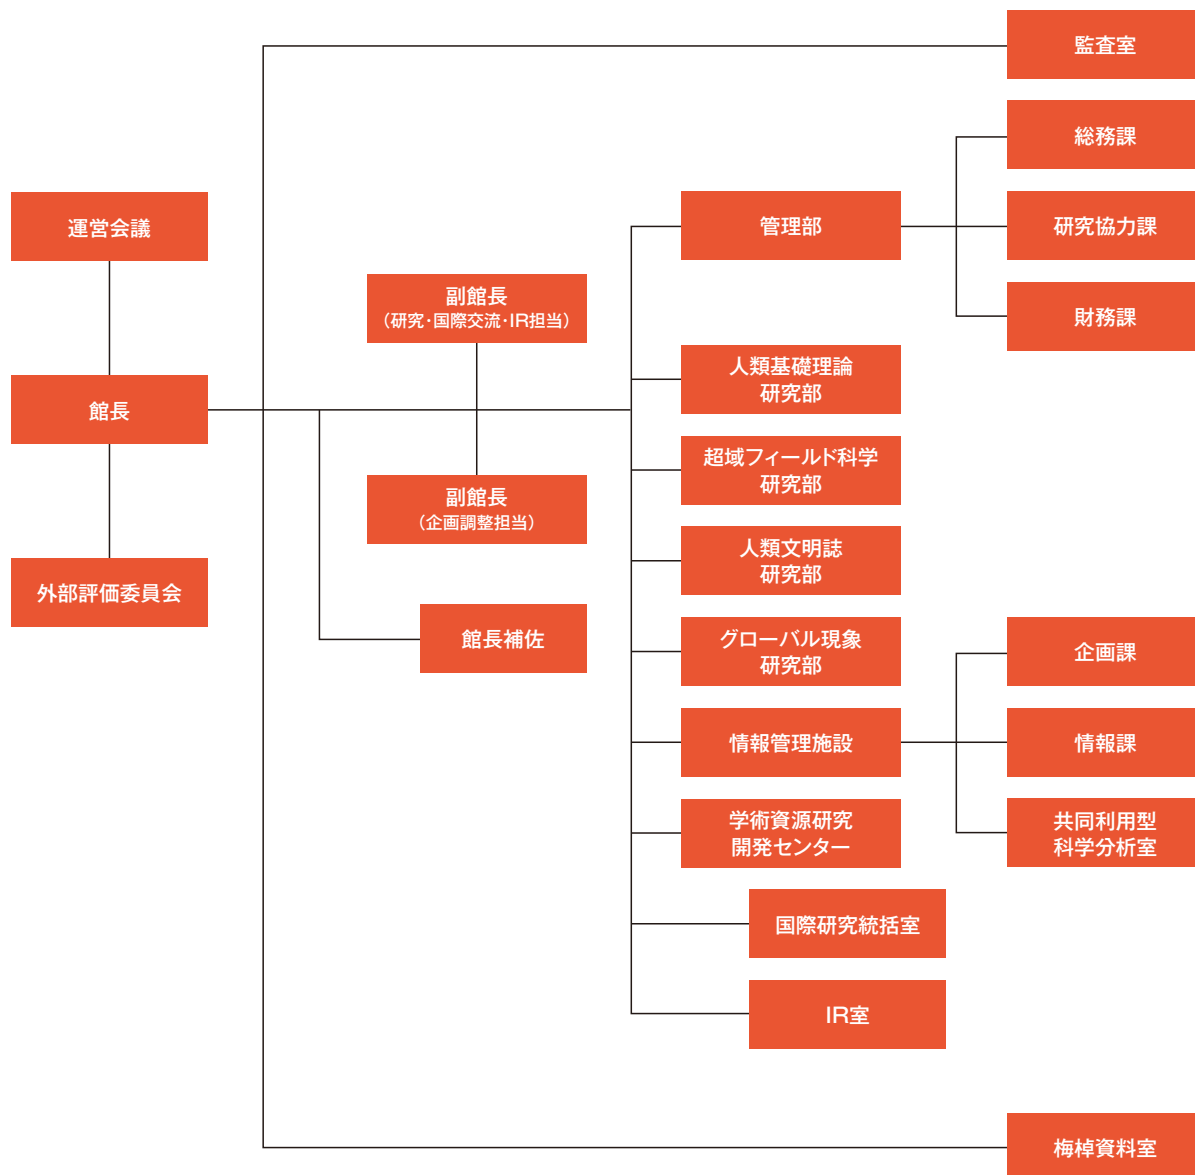 監査室
総務課
運営会議
管理部
研究協力課
副館長
（研究・国際交流・IR担当）
財務課
人類基礎理論
研究部
館長
超域フィールド科学
研究部
副館長
（企画調整担当）
人類文明誌
研究部
外部評価委員会
館長補佐
グローバル現象
研究部
企画課
情報管理施設
情報課
学術資源研究
開発センター
共同利用型
科学分析室
国際研究統括室
IR室
梅棹資料室